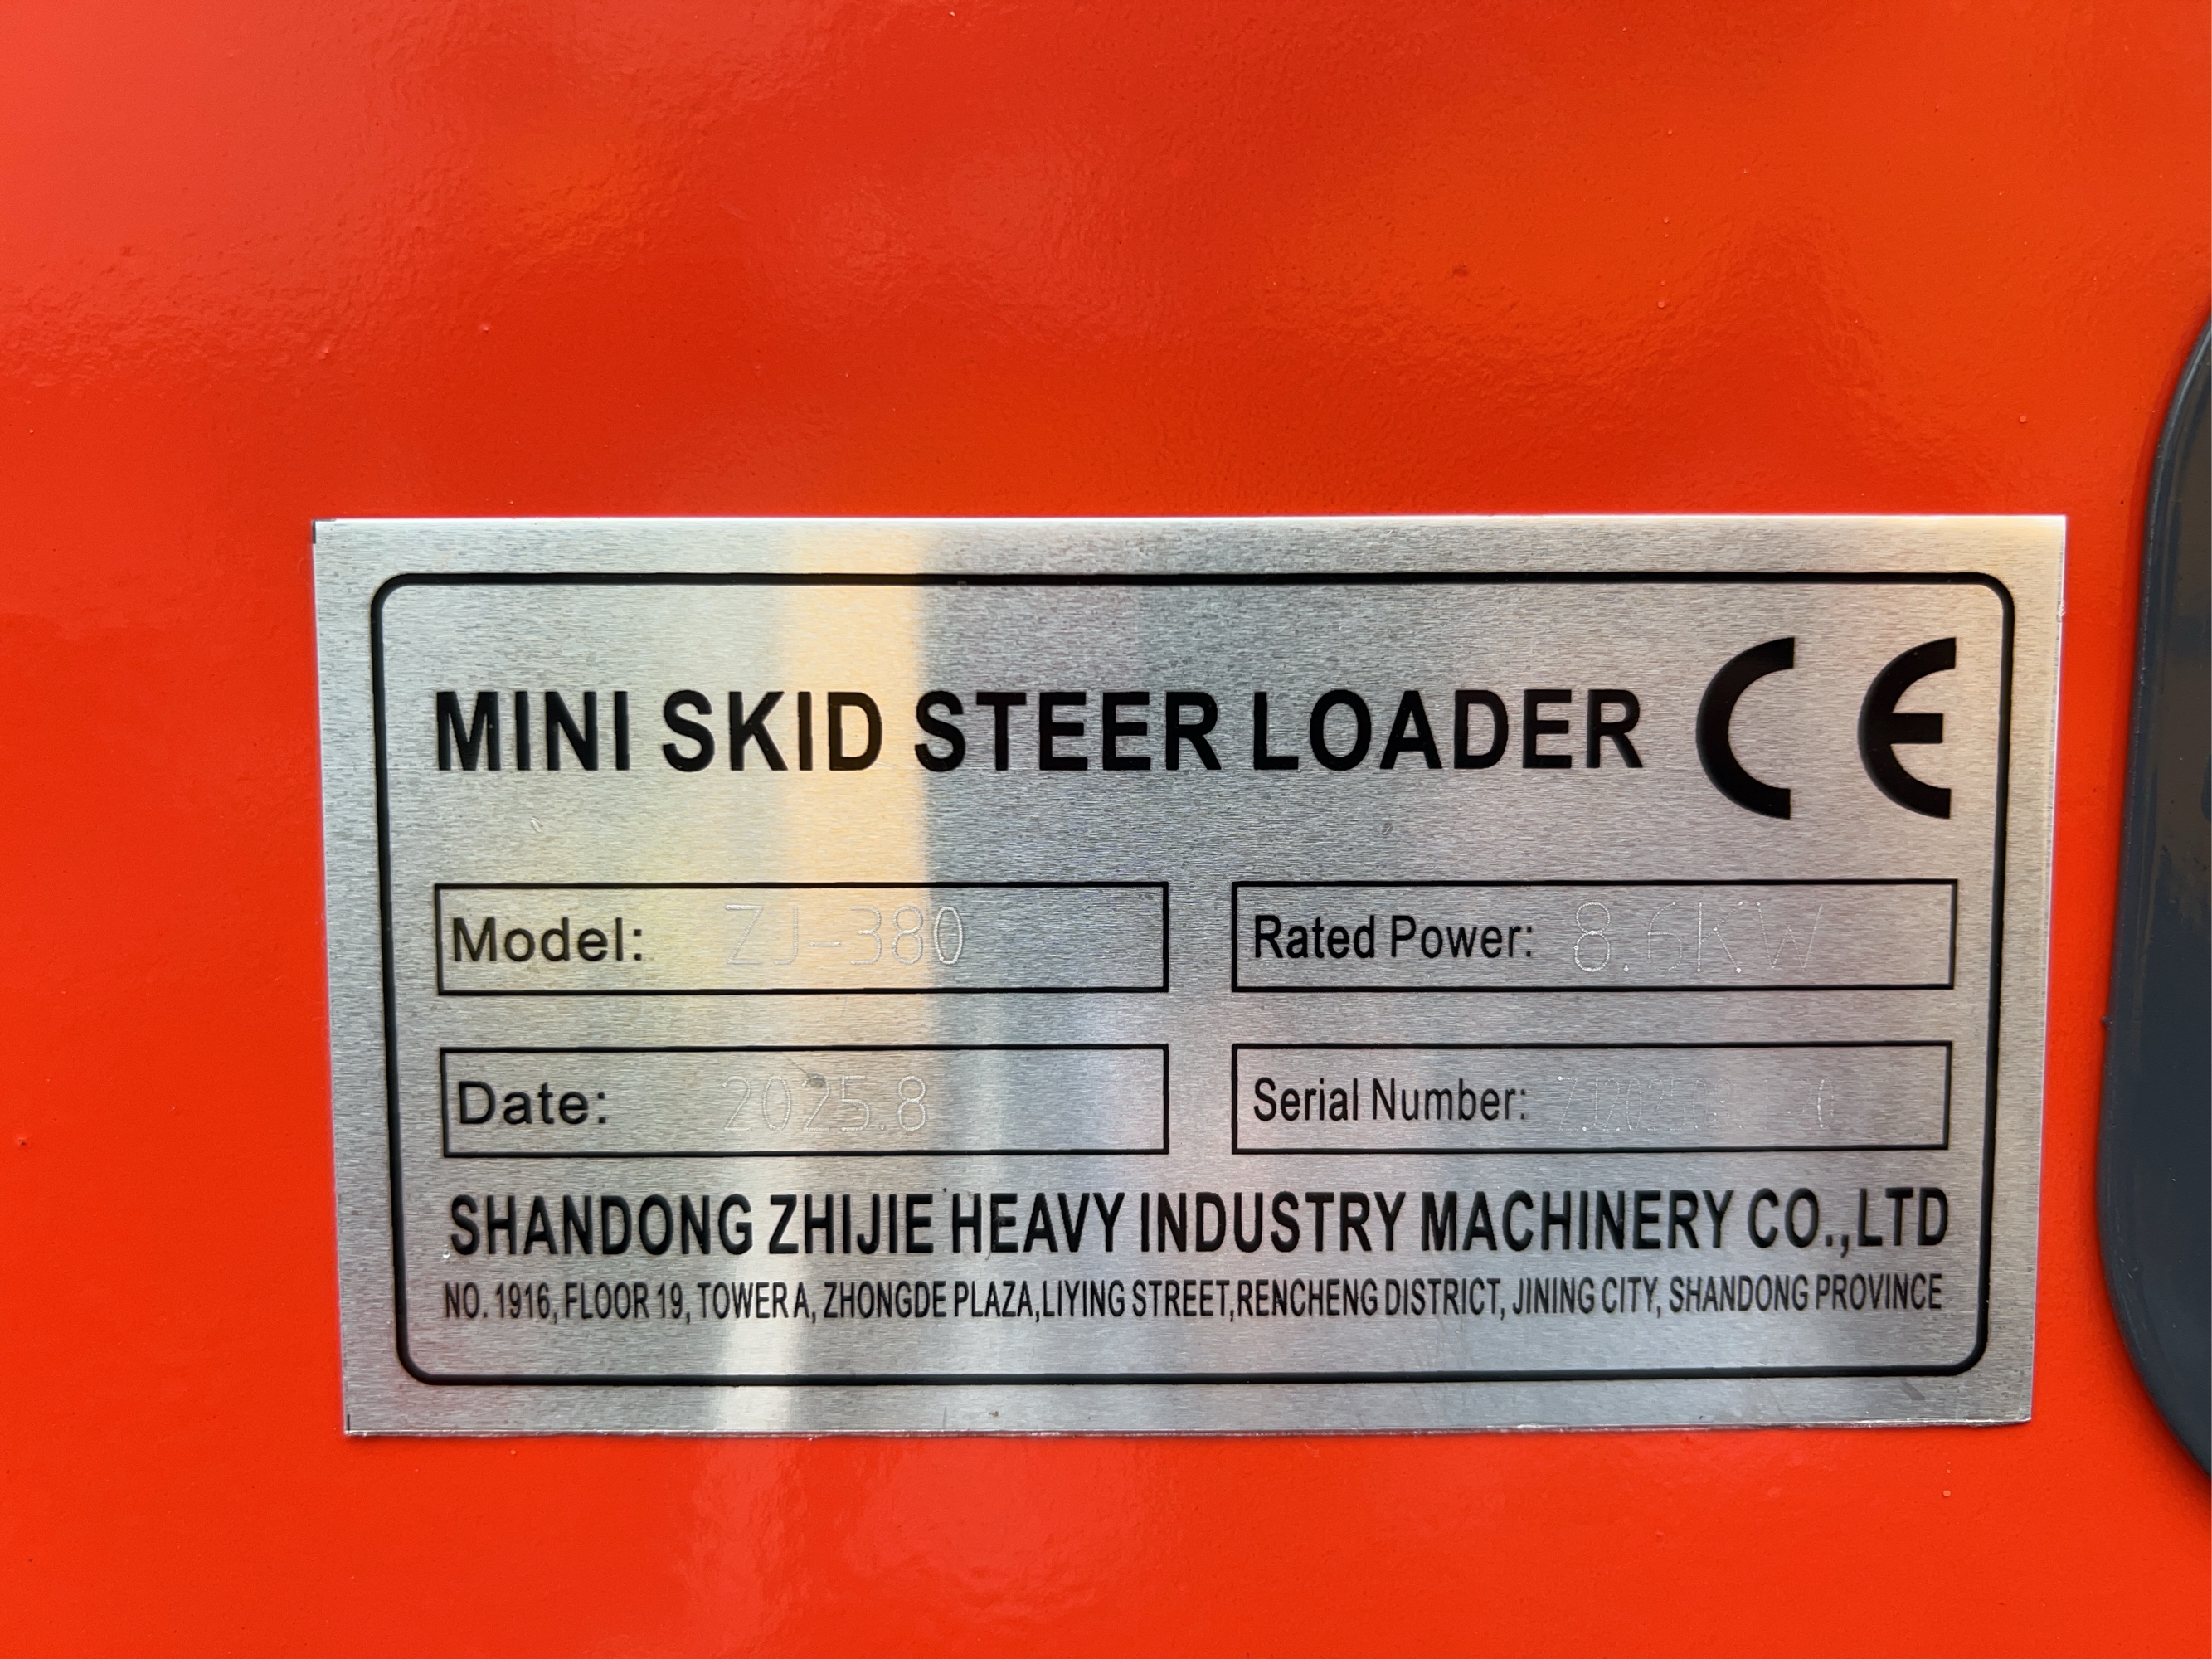 MINI SKID STEER LOADER CE
Model: ZJ-380 Rated Power: 8.6KW
Date: 2025.8 Serial Number:
SHANDONG ZHIJIE HEAVY INDUSTRY MACHINERY CO.,LTD
NO. 1916, FLOOR 19, TOWER A, ZHONGDE PLAZA,LIYING STREET,RENCHENG DISTRICT, JINING CITY, SHANDONG PROVINCE